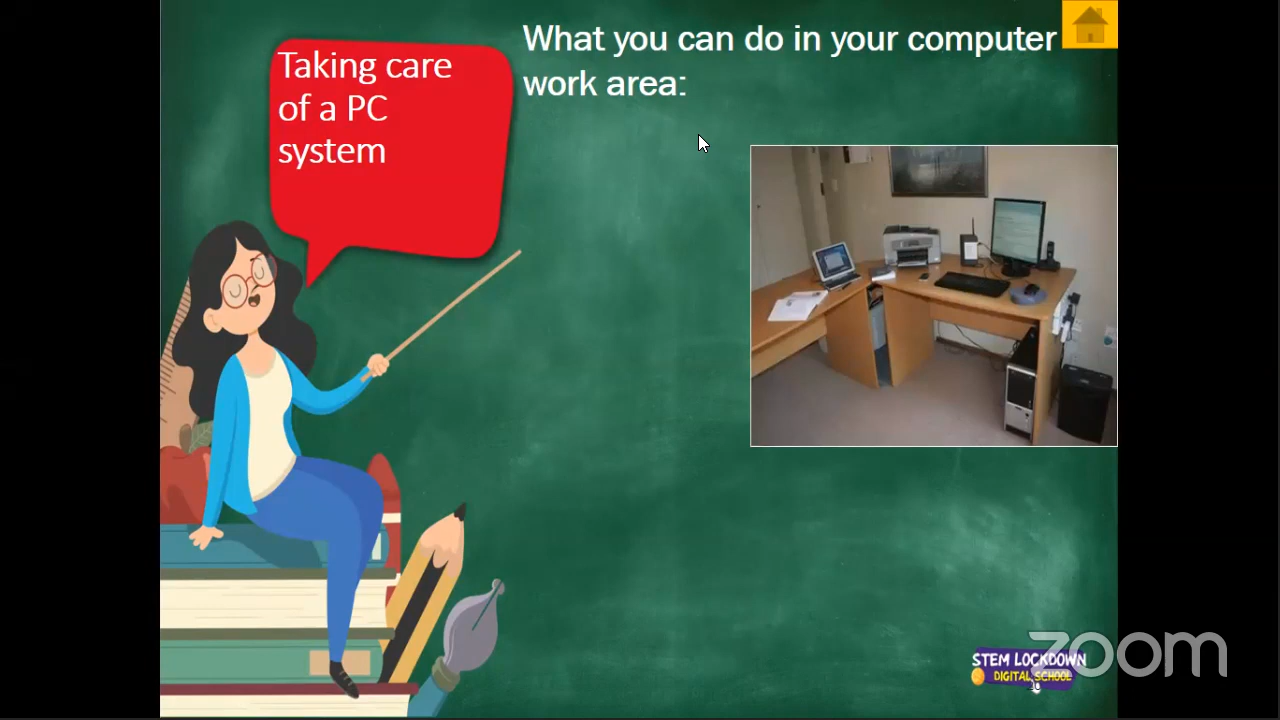 Taking care
of a PC
system
What you can do in your computer
work area:
STEM LOCKDOWN
DIGITAL SCHOOL
zoom